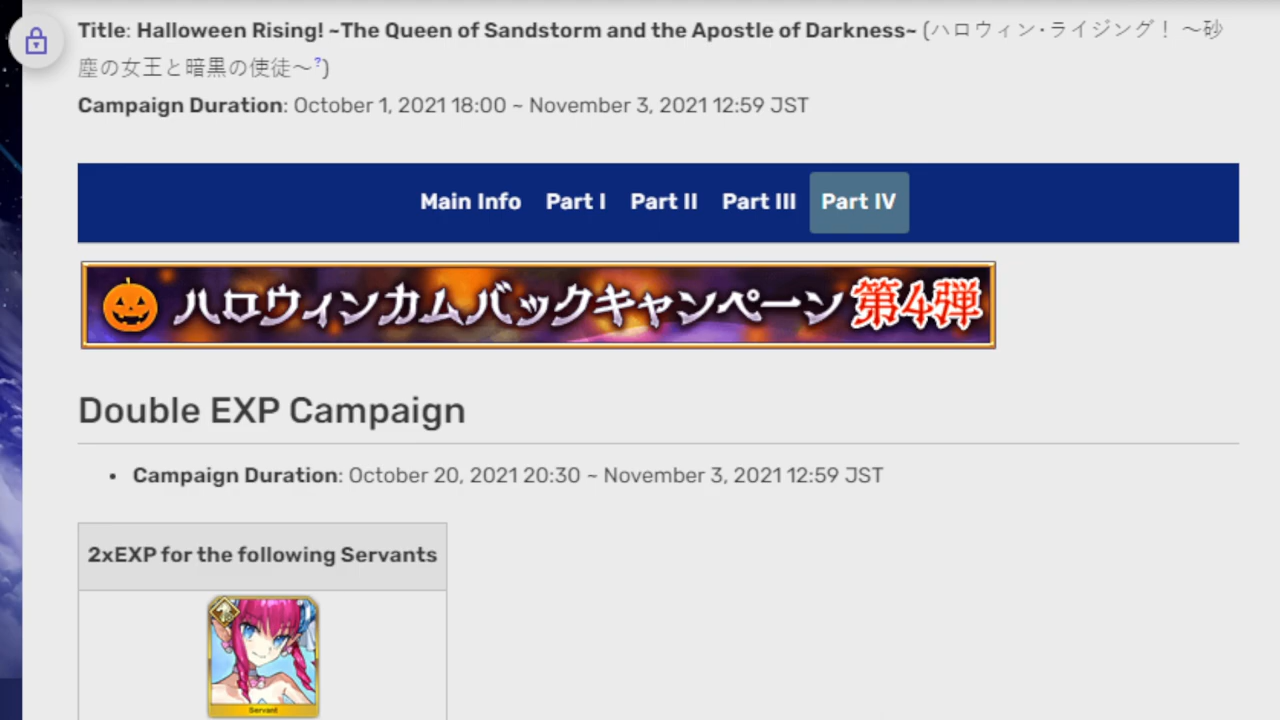 Title: Halloween Rising! ~The Queen of Sandstorm and the Apostle of Darkness~ (ハロウィン･ライジング！ 〜砂
塵の女王と暗黒の使徒〜?)
Campaign Duration: October 1, 2021 18:00 ~ November 3, 2021 12:59 JST
Main Info Part I Part II Part III Part IV
ハロウィンカムバックキャンペーン 第4弾
Double EXP Campaign
• Campaign Duration: October 20, 2021 20:30 ~ November 3, 2021 12:59 JST
2xEXP for the following Servants
Servant